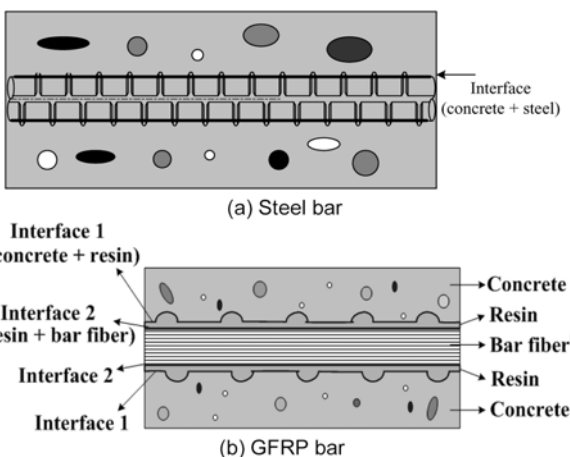 Interface
(concrete + steel)
(a) Steel bar
Interface 1
concrete + resin)
Interface 2
esin + bar fiber)
Interface 2
Interface 1
Concrete
Resin
Bar fiber
Resin
Concrete
(b) GFRP bar